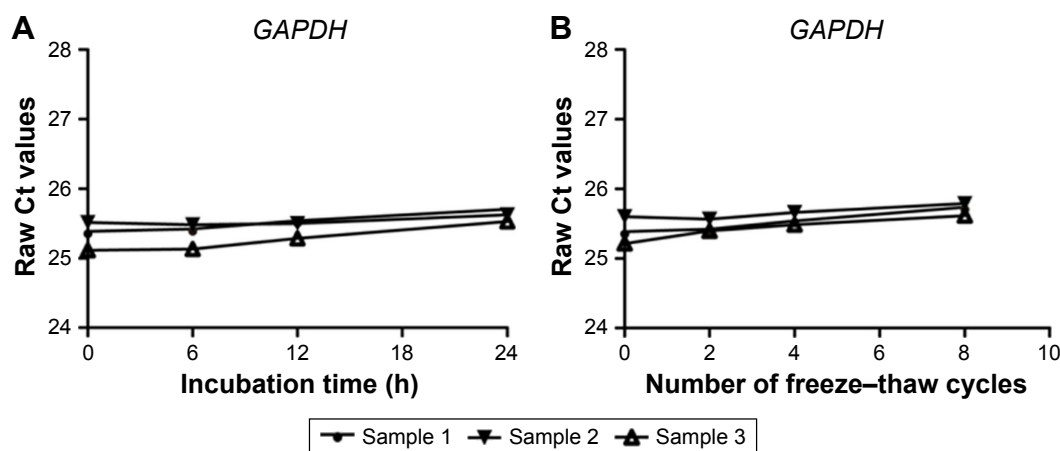 A
GAPDH
28
27
26
25
24
Raw Ct values
0 6 12 18 24
Incubation time (h)
B
GAPDH
28
27
26
25
24
Raw Ct values
0 2 4 6 8 10
Number of freeze–thaw cycles
Sample 1 Sample 2 Sample 3